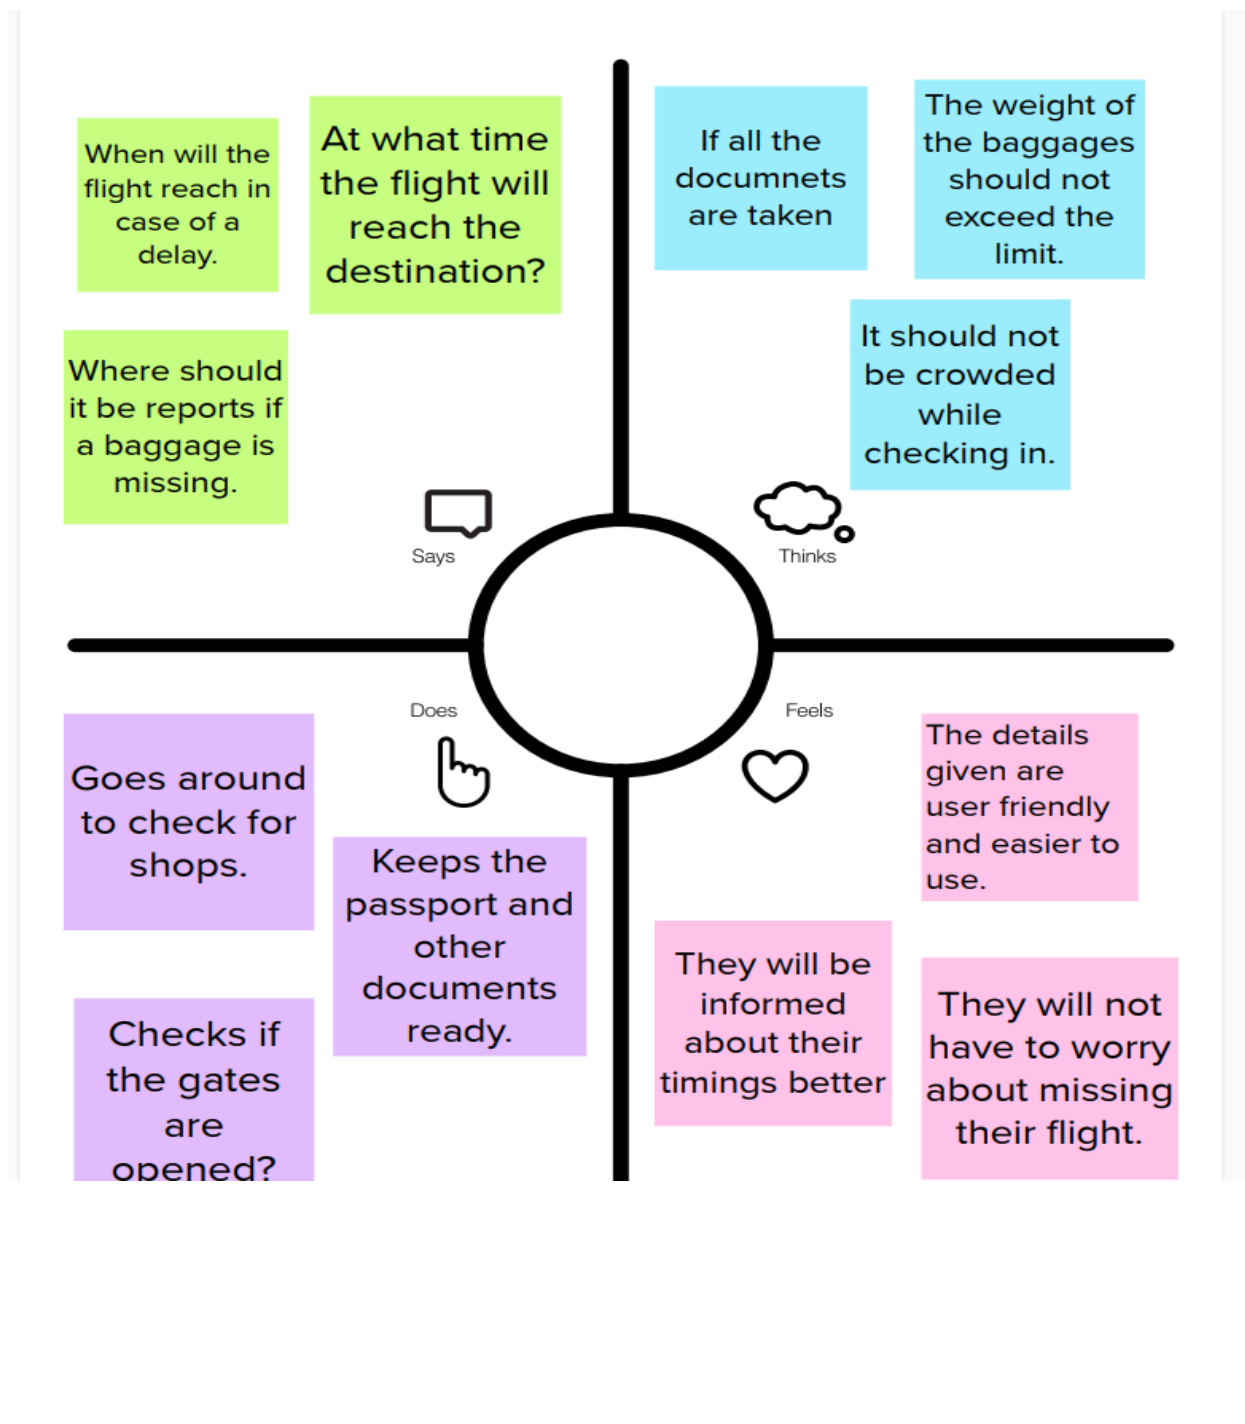 When will the
flight reach in
case of a
delay.
At what time
the flight will
reach the
destination?
Where should
it be reports if
a baggage is
missing.
Says
If all the
documnets
are taken
The weight of
the baggages
should not
exceed the
limit.
It should not
be crowded
while
checking in.
Thinks
Does
Goes around
to check for
shops.
Keeps the
passport and
other
documents
ready.
Checks if
the gates
are
opened?
Feels
The details
given are
user friendly
and easier to
use.
They will be
informed
about their
timings better
They will not
have to worry
about missing
their flight.